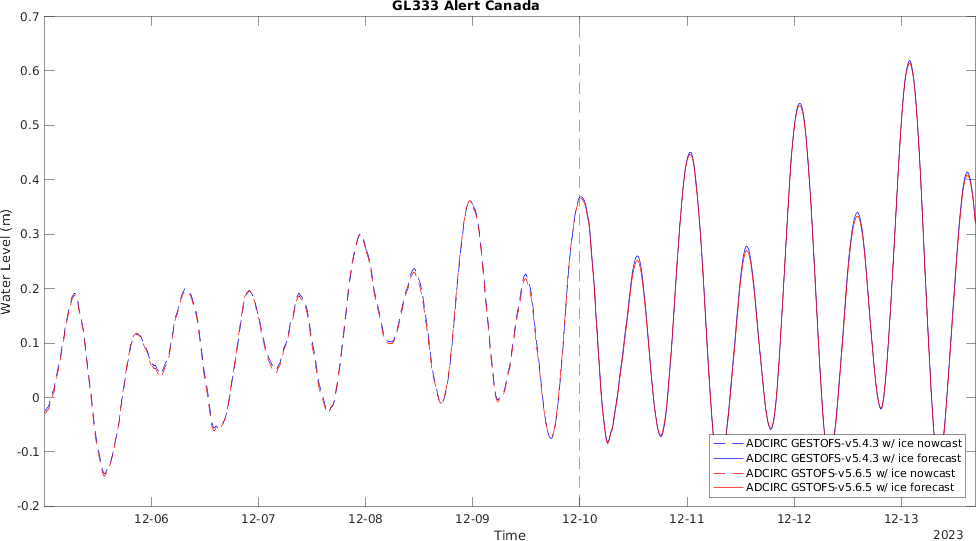 GL333 Alert Canada
0.7
0.6
0.5
0.4
0.3
0.2
0.1
0
-0.1
-0.2
Water Level (m)
ADCIRC GESTOFS-v5.4.3 w/ ice nowcast
ADCIRC GESTOFS-v5.4.3 w/ ice forecast
ADCIRC GSTOFS-v5.6.5 w/ ice nowcast
ADCIRC GSTOFS-v5.6.5 w/ ice forecast
12-06 12-07 12-08 12-09 12-10 12-11 12-12 12-13
Time
2023